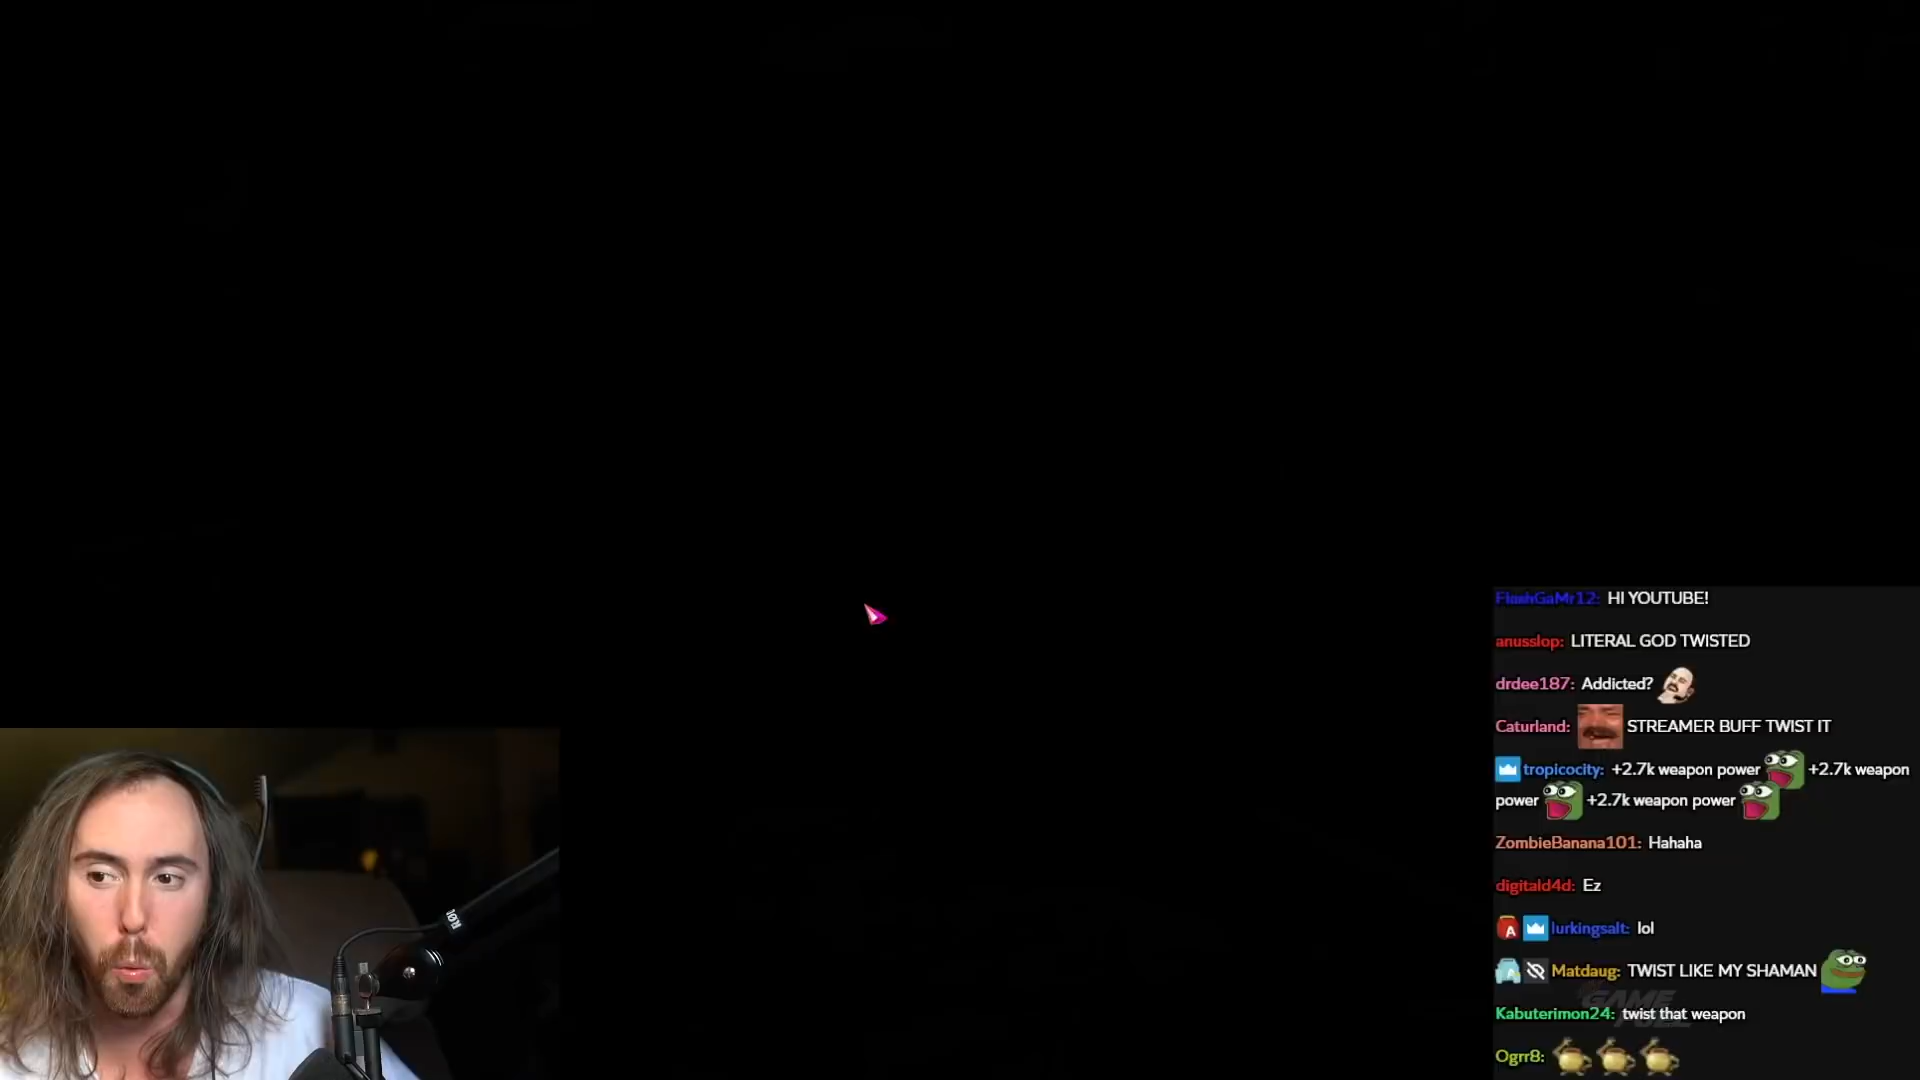 FlashGaMr12: HI YOUTUBE!
anusslop: LITERAL GOD TWISTED
drdee187: Addicted?
Caturland: STREAMER BUFF TWIST IT
tropicocity: +2.7k weapon power +2.7k weapon
power +2.7k weapon power
ZombieBanana101: Hahaha
digitald4d: Ez
A lurkingsalt: lol
Matdaug: TWIST LIKE MY SHAMAN
GAME
FUEL
Kabuterimon24: twist that weapon
Ogrr8: